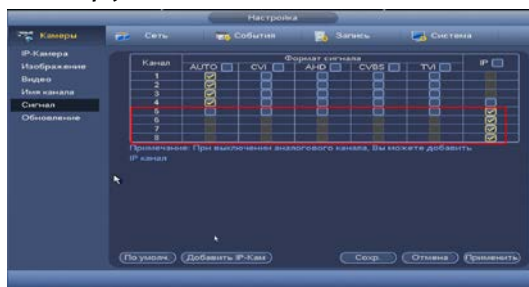 Настройка
Камеры Сеть События Запись Система
IP-Камера
Изображение
Видео
Имя канала
Сигнал
Обновление
Канал Формат сигнала IP
AUTO CVI AHD CVBS TVI
1
2
3
4
5
6
7
8
Примечание: При выключении аналогового канала, Вы можете добавить
IP канал
По умолч. Добавить IP-Кам Сохр. Отмена Применить